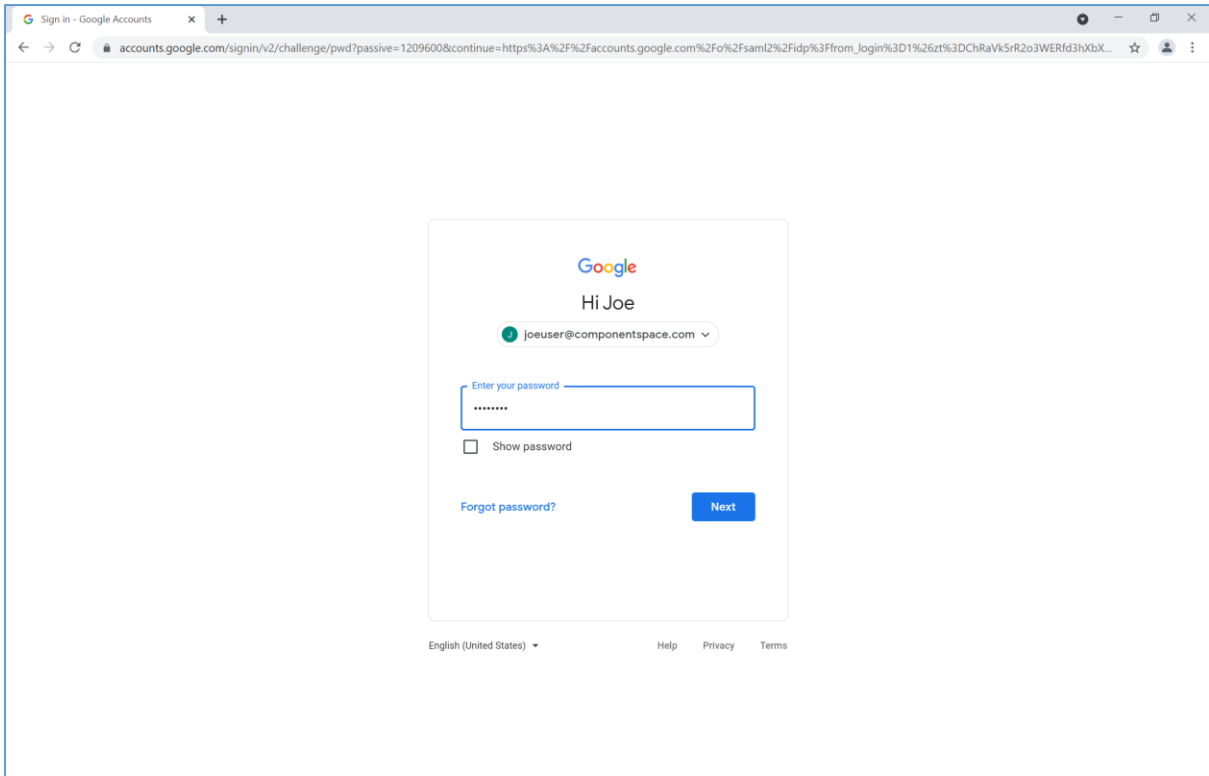 Sign in - Google Accounts
accounts.google.com/signin/v2/challenge/pwd?passive=1209600&continue=https%3A%2F%2Faccounts.google.com%2Fo%2Fsaml2%2Fidp%3Ffrom_login%3D1%26zt%3DChRaVk5rR2o3WERfd3hXbX...
Google
Hi Joe
J joeuser@componentspace.com
Enter your password
••••••••
Show password
Forgot password? Next
English (United States) Help Privacy Terms